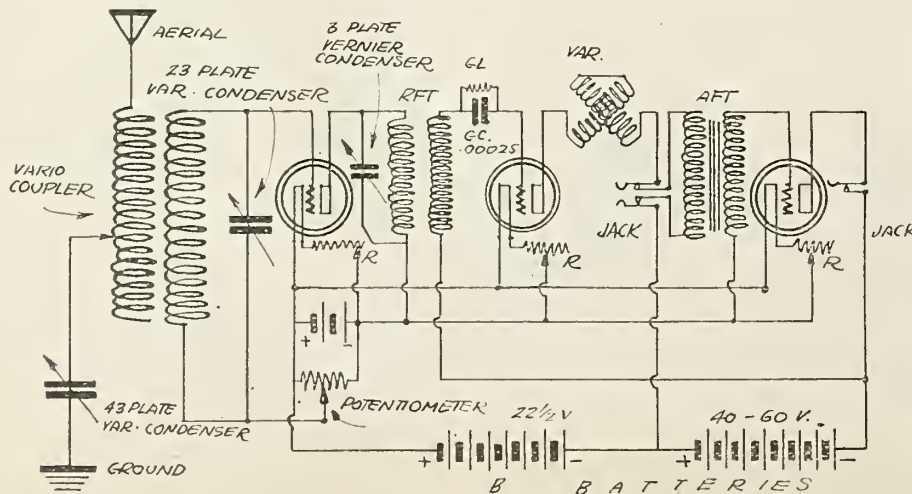 AERIAL
23 PLATE
VAR. CONDENSER
3 PLATE
VERNIER
CONDENSER
RFT
GL
GC.
.00025
VAR.
AFT
VARIO
COUPLER
JACK
JACK
R
R
R
+ -
POTENTIOMETER
43 PLATE
VAR. CONDENSER
GROUND
22½ V
40-60 V.
+ -
+ -
B BATTERIES